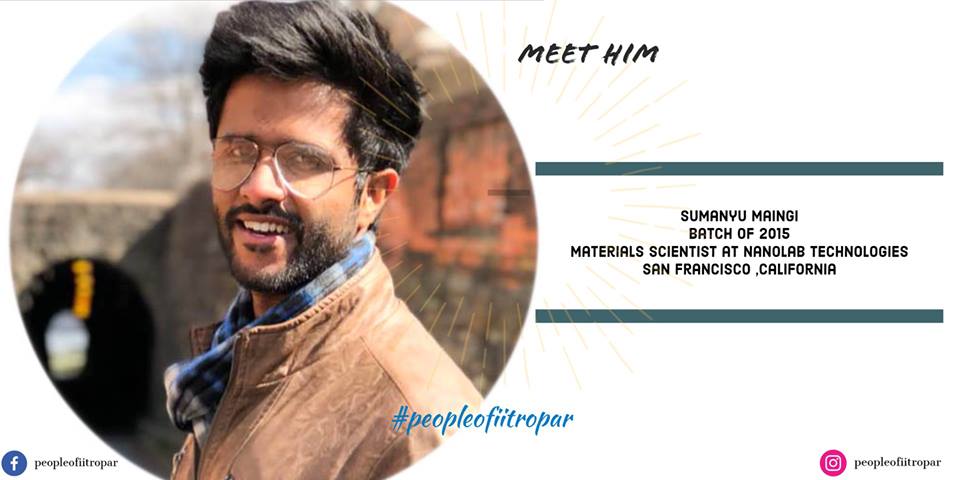 MEET HIM
SUMANYU MAINGI
BATCH OF 2015
MATERIALS SCIENTIST AT NANOLAB TECHNOLOGIES
SAN FRANCISCO ,CALIFORNIA
#peopleofiitropar
peopleofiitropar
peopleofiitropar